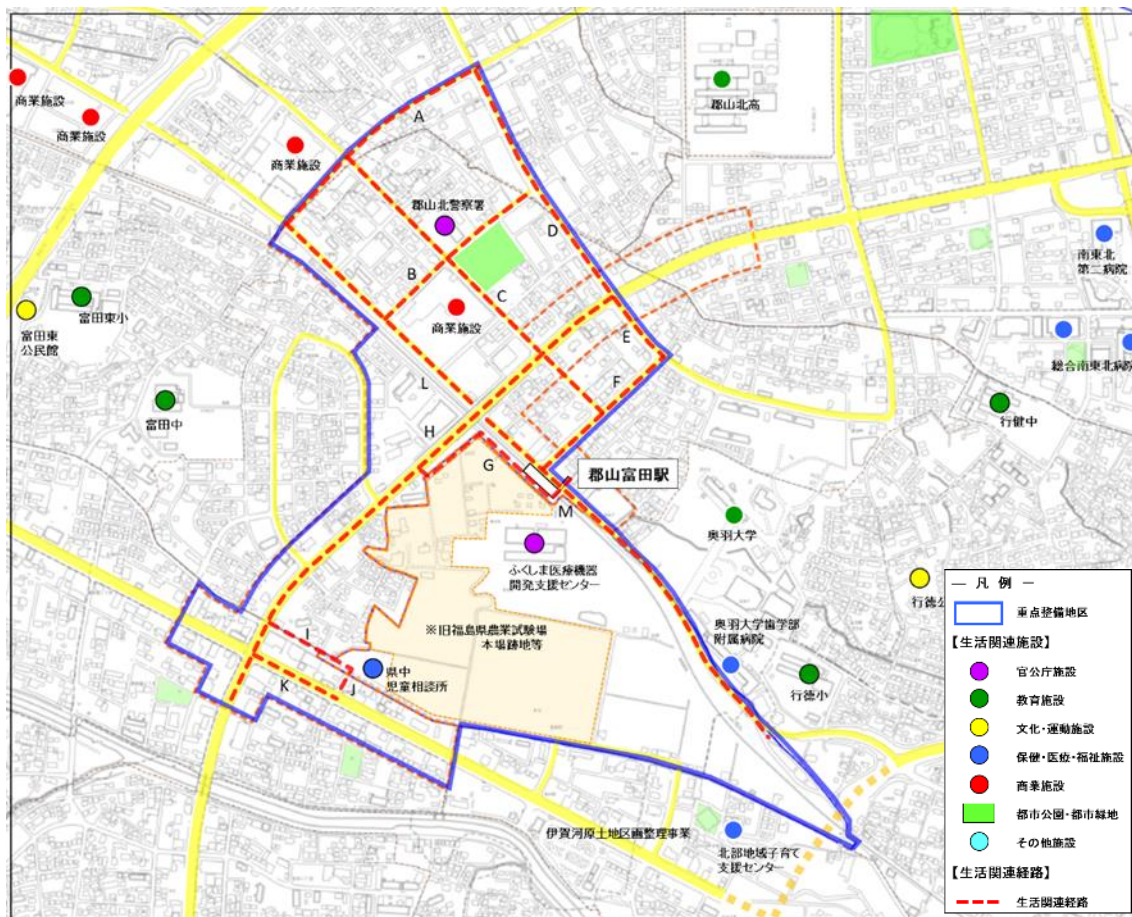 商業施設
商業施設
商業施設
A
郡山北高
郡山北警察署
D
南東北
第二病院
B
C
富田東小
富田東
公民館
商業施設
E
総合南東北病院
L
F
富田中
行健中
H
G
郡山富田駅
M
奥羽大学
ふくしま医療機器
開発支援センター
行徳公
※旧福島県農業試験場
本場跡地等
奥羽大学歯学部
附属病院
I
県中
児童相談所
J
K
行徳小
伊賀河原土地区画整理事業
北部地域子育て
支援センター
― 凡 例 ―
重点整備地区
【生活関連施設】
官公庁施設
教育施設
文化・運動施設
保健・医療・福祉施設
商業施設
都市公園・都市緑地
その他施設
【生活関連経路】
生活関連経路